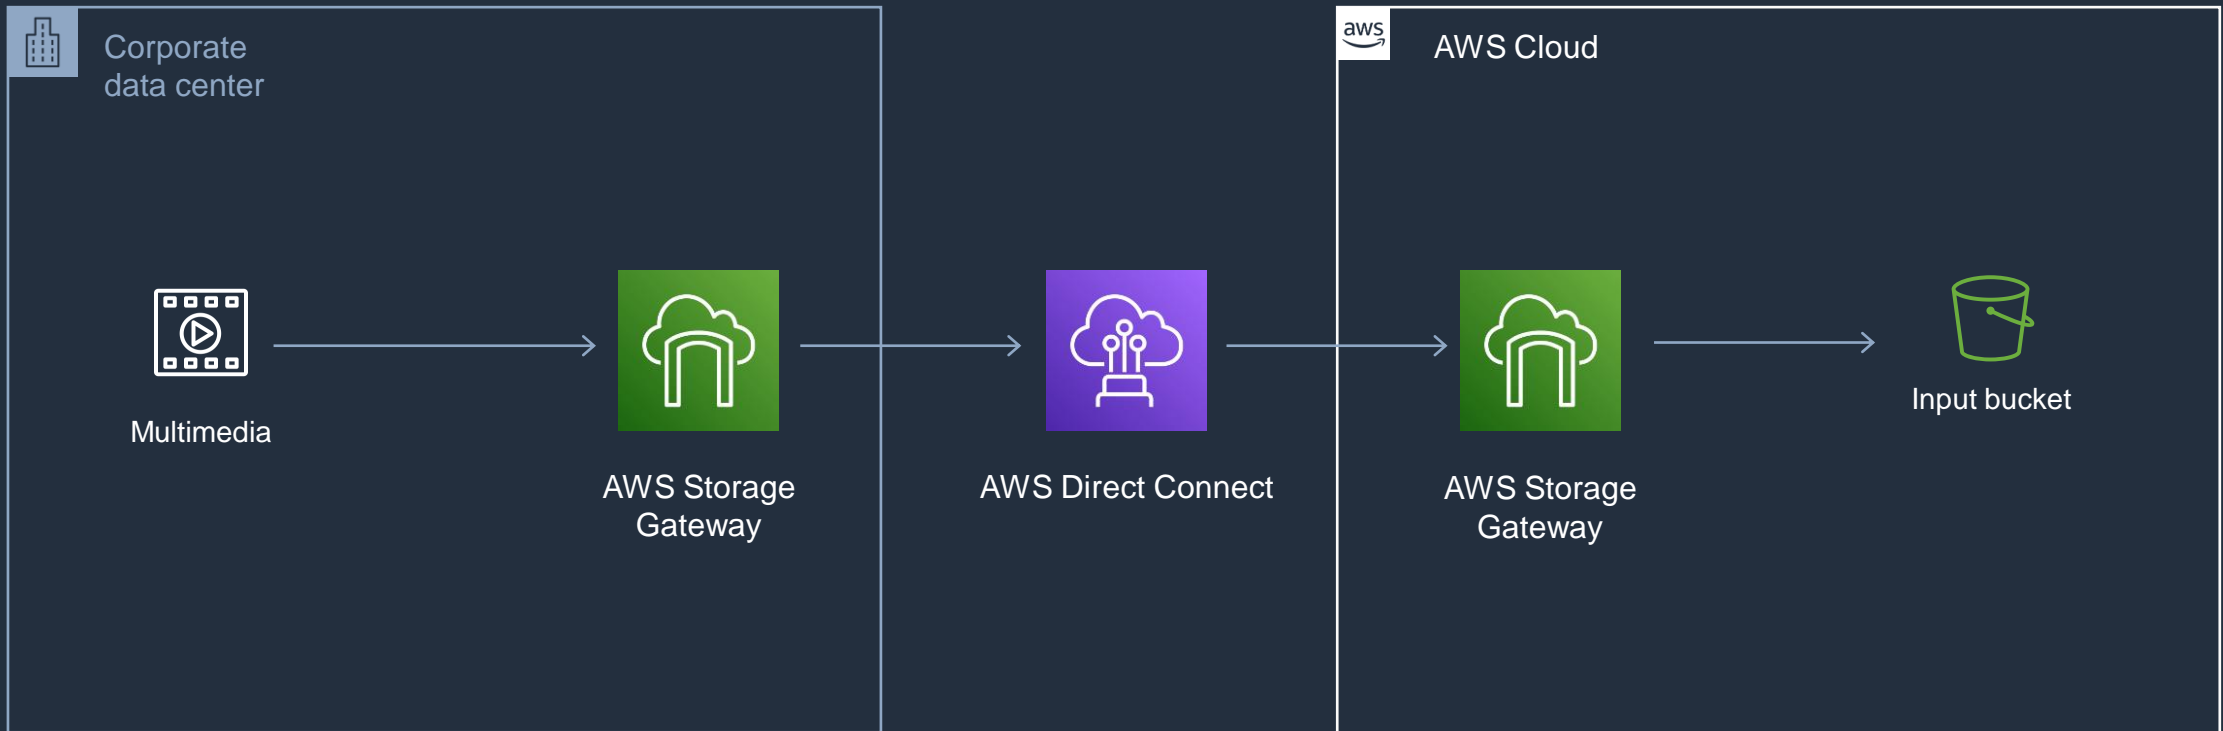 Corporate
data center
aws
AWS Cloud
Multimedia
AWS Storage
Gateway
AWS Direct Connect
AWS Storage
Gateway
Input bucket